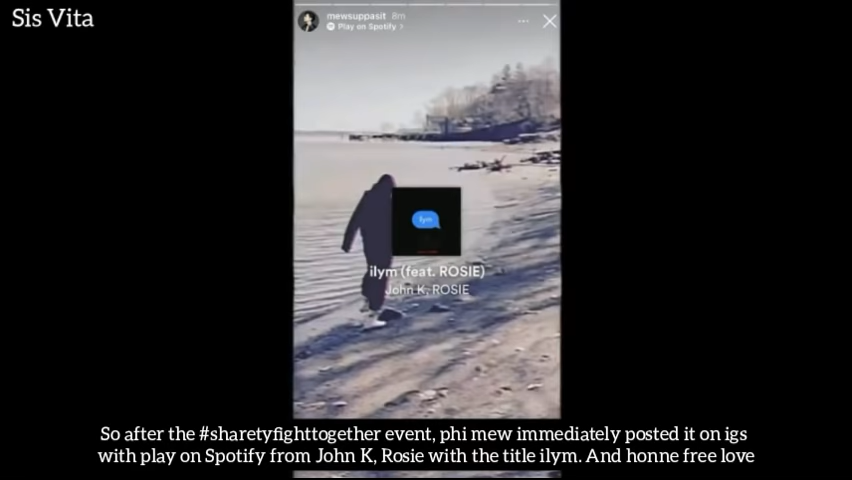 Sis Vita
mewsuppasit 8m
Play on Spotify >
ilym
ilym (feat. ROSIE)
John K, ROSIE
So after the #sharetyfighttogether event, phi mew immediately posted it on igs
with play on Spotify from John K, Rosie with the title ilym. And honne free love